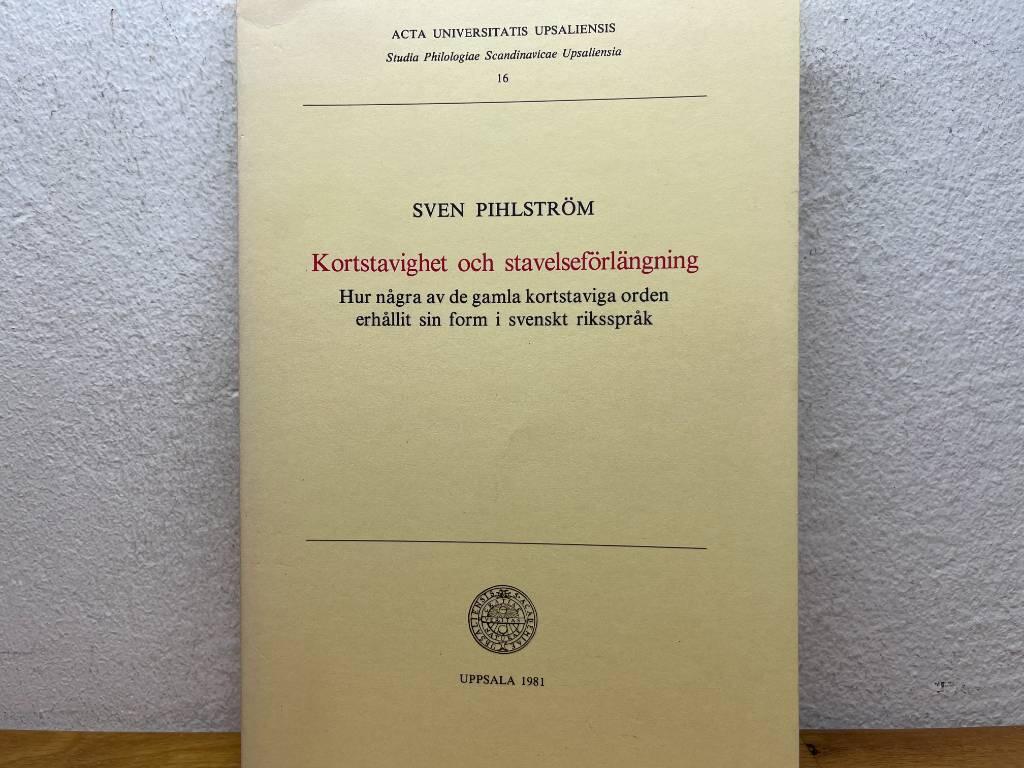 ACTA UNIVERSITATIS UPSALIENSIS
Studia Philologiae Scandinavicae Upsaliensia
16
SVEN PIHLSTRÖM
Kortstavighet och stavelseförlängning
Hur några av de gamla kortstaviga orden
erhållit sin form i svenskt riksspråk
UPPSALA 1981